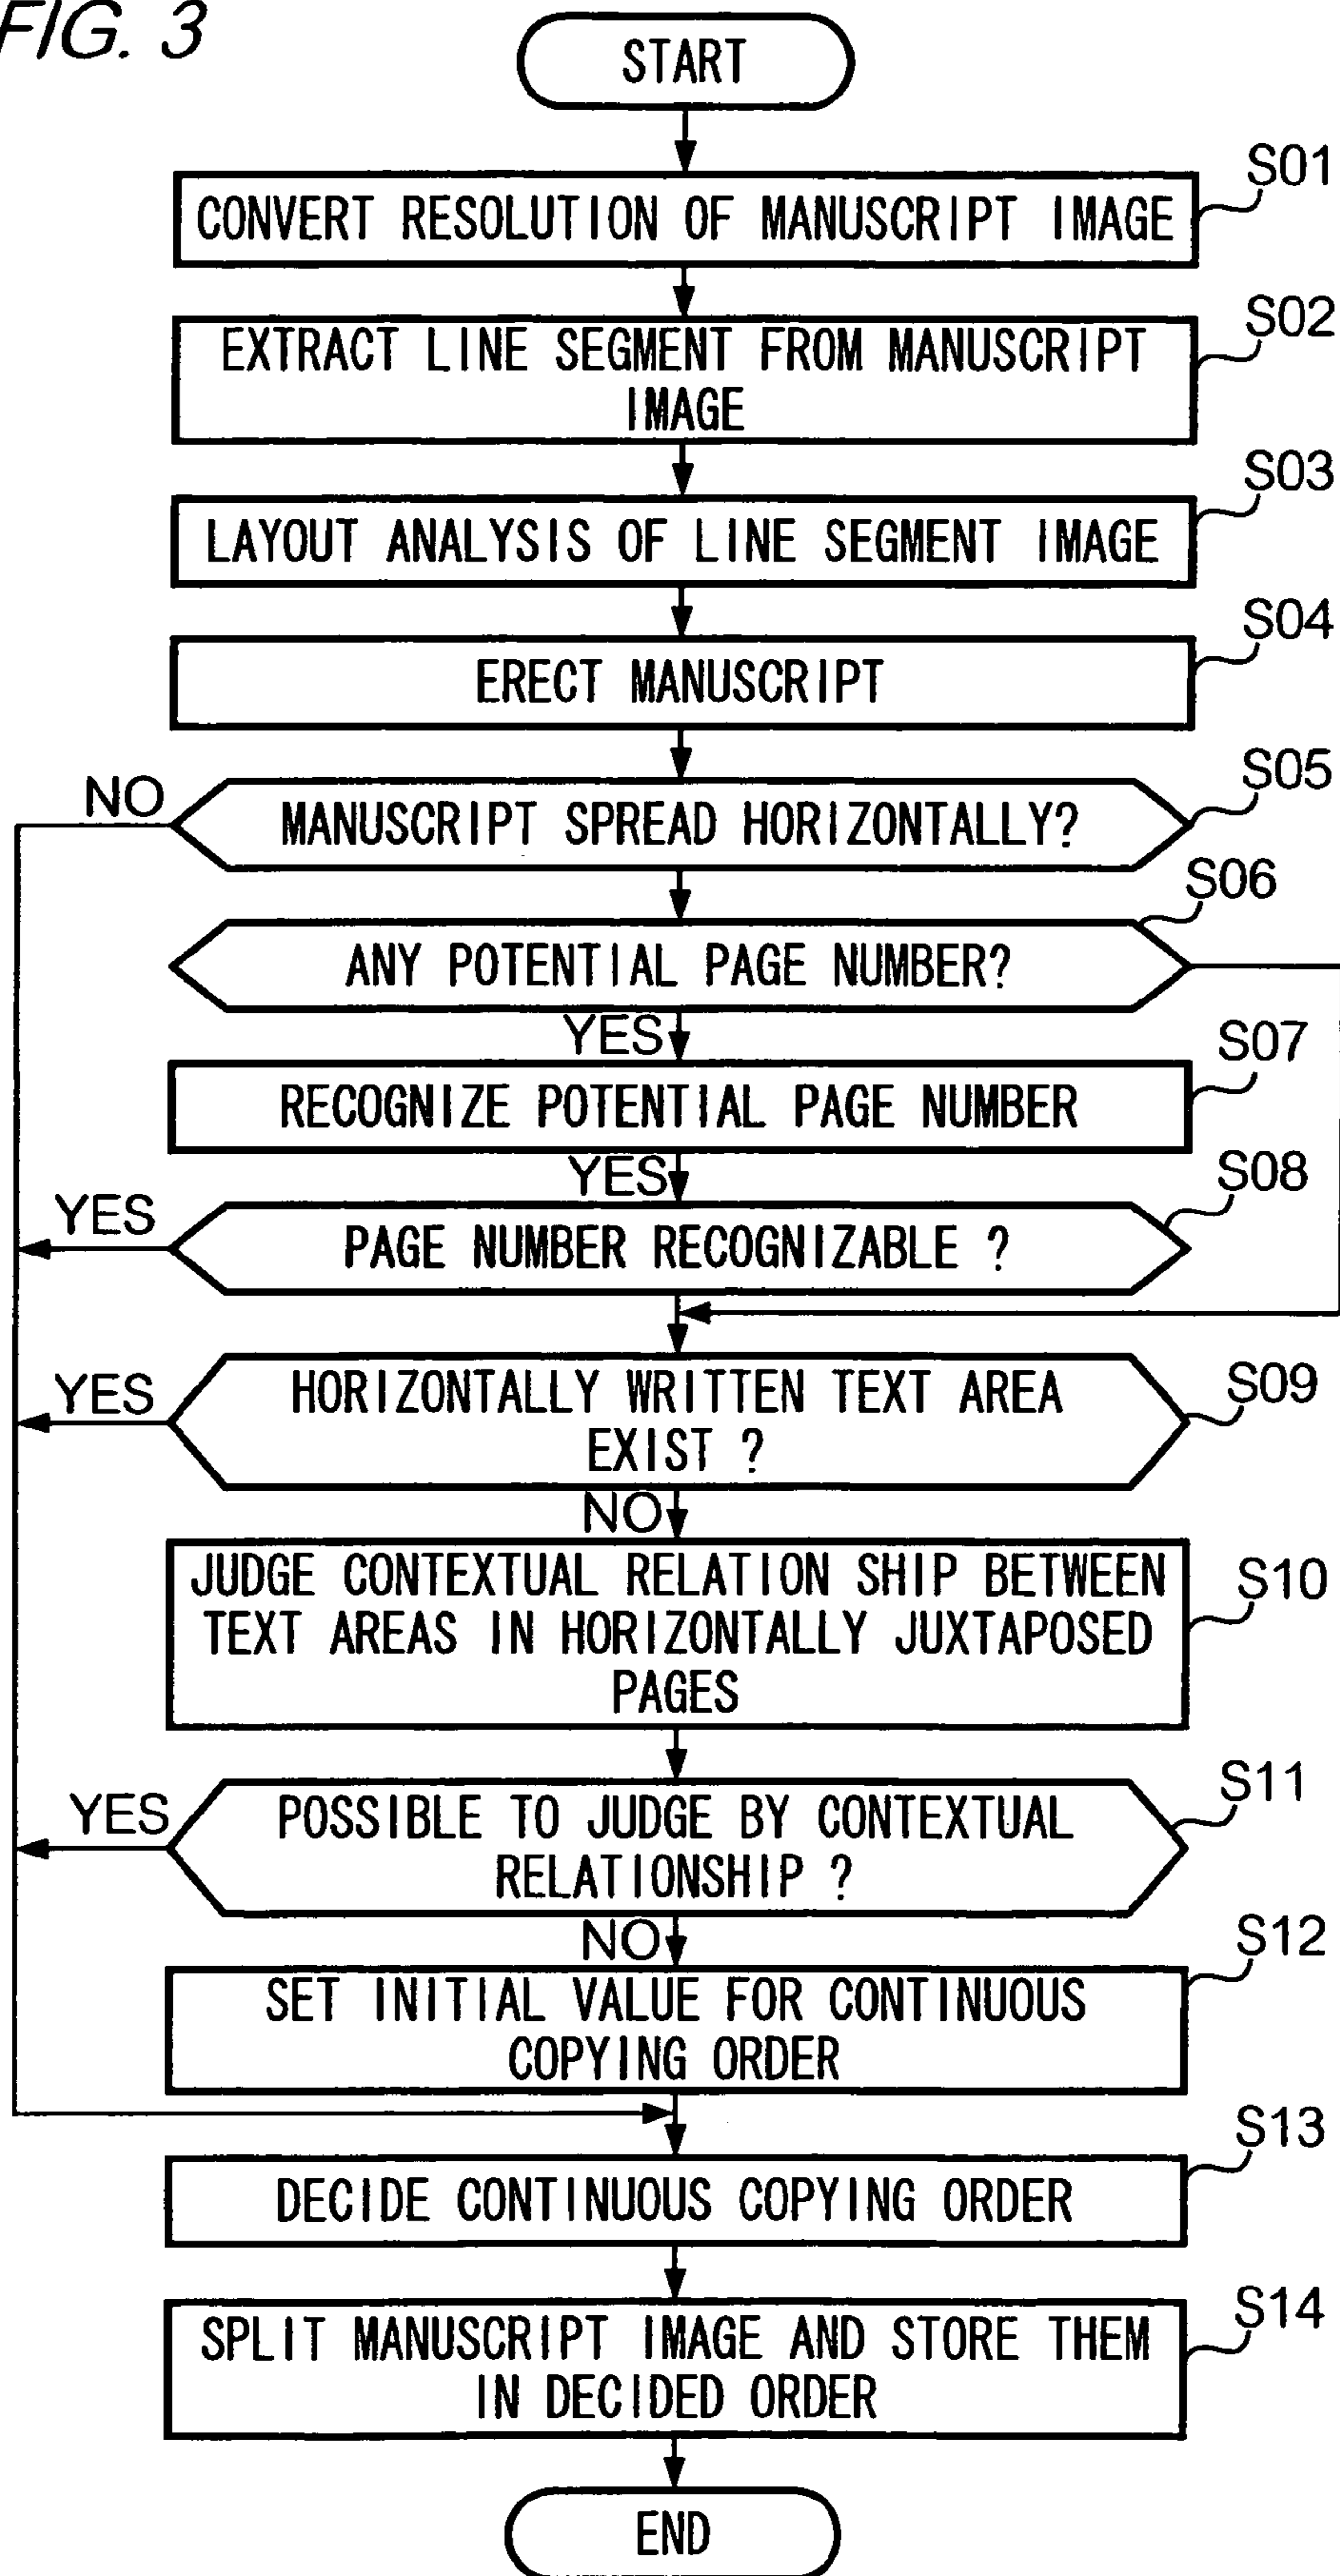 FIG. 3
START
S01
CONVERT RESOLUTION OF MANUSCRIPT IMAGE
S02
EXTRACT LINE SEGMENT FROM MANUSCRIPT
IMAGE
S03
LAYOUT ANALYSIS OF LINE SEGMENT IMAGE
S04
ERECT MANUSCRIPT
S05
NO
MANUSCRIPT SPREAD HORIZONTALLY?
S06
ANY POTENTIAL PAGE NUMBER?
YES
S07
RECOGNIZE POTENTIAL PAGE NUMBER
YES
S08
YES
PAGE NUMBER RECOGNIZABLE ?
S09
YES
HORIZONTALLY WRITTEN TEXT AREA
EXIST ?
NO
S10
JUDGE CONTEXTUAL RELATION SHIP BETWEEN
TEXT AREAS IN HORIZONTALLY JUXTAPOSED
PAGES
S11
YES
POSSIBLE TO JUDGE BY CONTEXTUAL
RELATIONSHIP ?
NO
S12
SET INITIAL VALUE FOR CONTINUOUS
COPYING ORDER
S13
DECIDE CONTINUOUS COPYING ORDER
S14
SPLIT MANUSCRIPT IMAGE AND STORE THEM
IN DECIDED ORDER
END